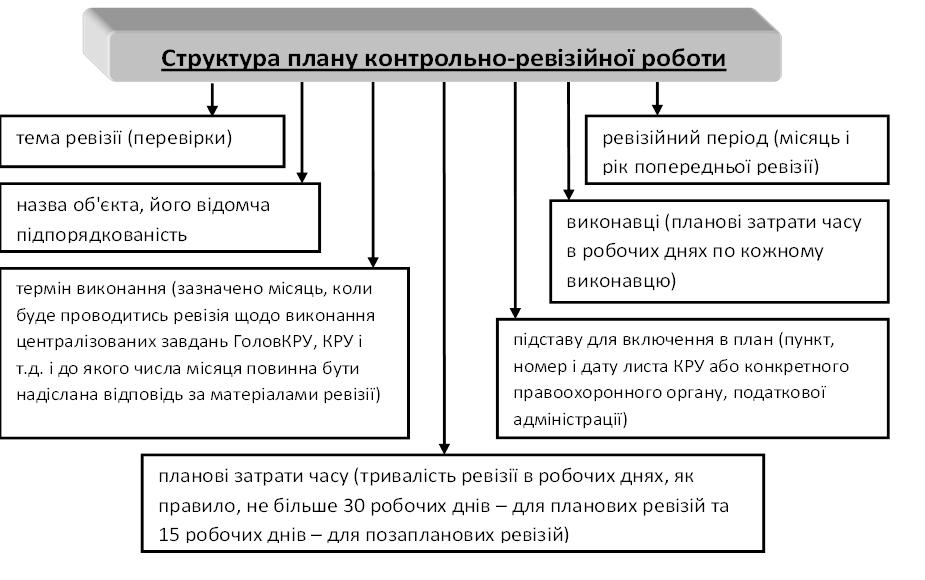 Структура плану контрольно-ревізійної роботи
тема ревізії (перевірки)
назва об'єкта, його відомча
підпорядкованість
термін виконання (зазначено місяць, коли
буде проводитись ревізія щодо виконання
централізованих завдань ГоловКРУ, КРУ і
т.д. і до якого числа місяця повинна бути
надіслана відповідь за матеріалами ревізії)
планові затрати часу (тривалість ревізії в робочих днях, як
правило, не більше 30 робочих днів – для планових ревізій та
15 робочих днів – для позапланових ревізій)
підставу для включення в план (пункт,
номер і дату листа КРУ або конкретного
правоохоронного органу, податкової
адміністрації)
виконавці (планові затрати часу
в робочих днях по кожному
виконавцю)
ревізійний період (місяць і
рік попередньої ревізії)